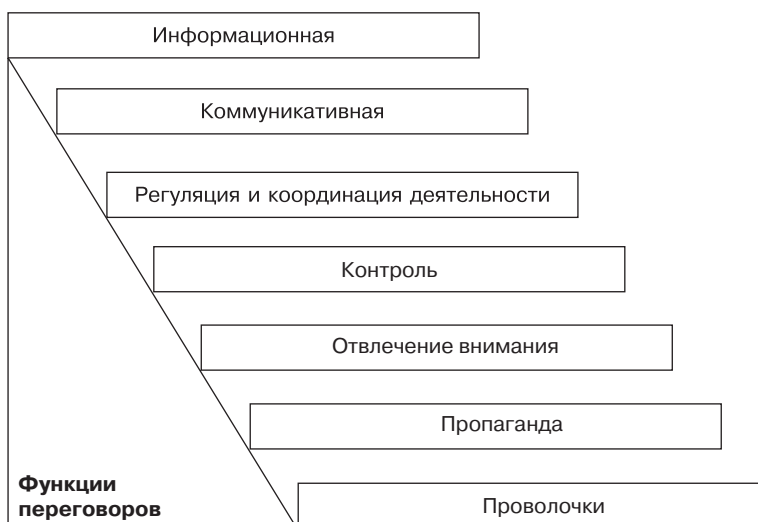 Информационная
Коммуникативная
Регуляция и координация деятельности
Контроль
Отвлечение внимания
Пропаганда
Проволочки
Функции
переговоров